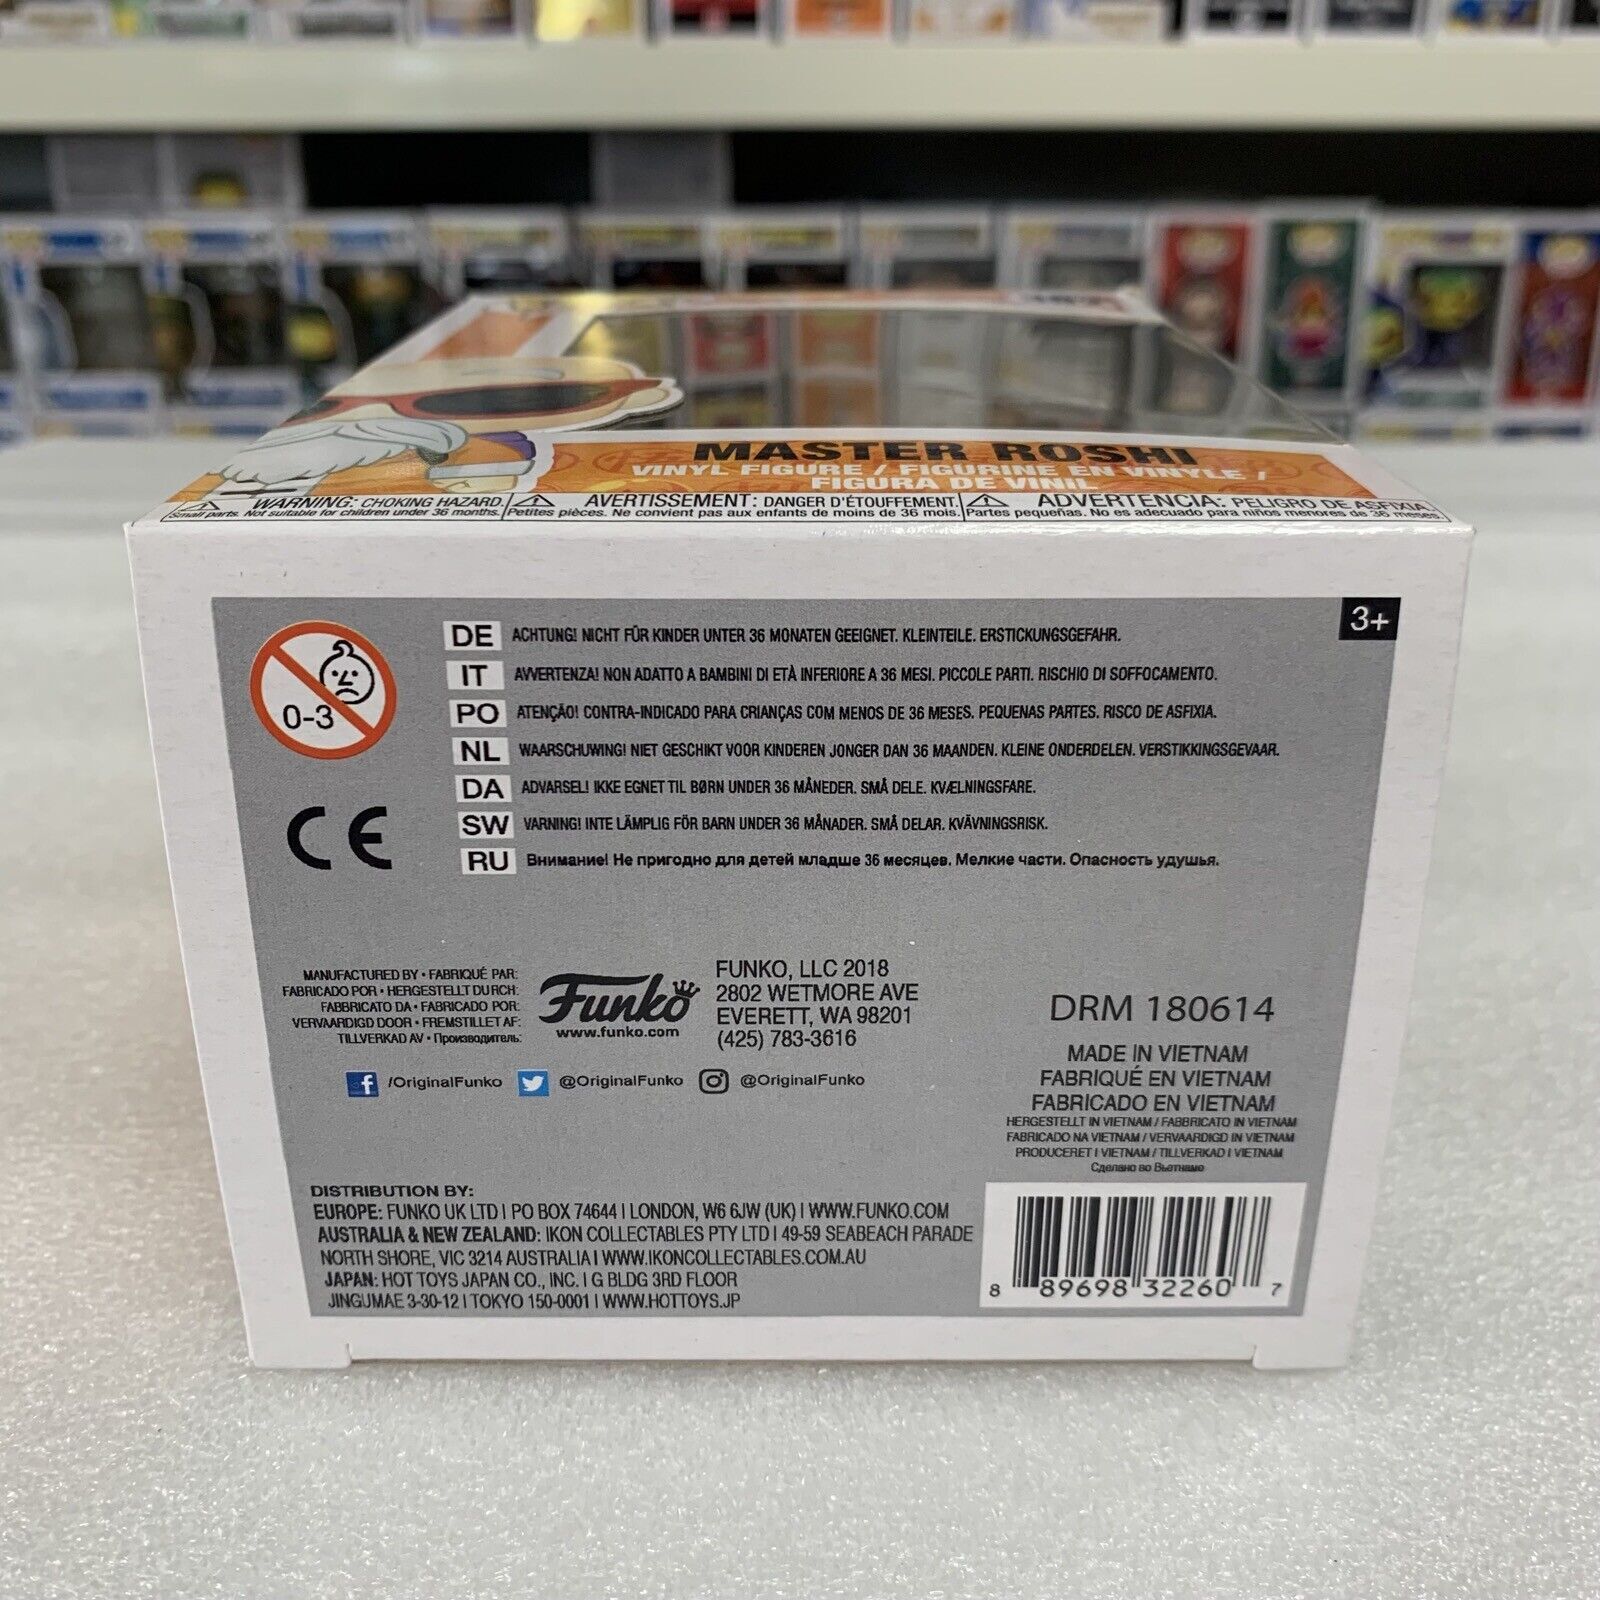 MASTER ROSHI
VINYL FIGURE / FIGURINE EN VINYLE /
FIGURA DE VINIL
WARNING: CHOKING HAZARD.
Small parts. Not suitable for children under 36 months.
AVERTISSEMENT: DANGER D'ÉTOUFFEMENT.
Petites pièces. Ne convient pas aux enfants de moins de 36 mois.
ADVERTENCIA: PELIGRO DE ASFIXIA.
Partes pequeñas. No es adecuado para niños menores de 36 meses.
3+
0-3
DE ACHTUNG! NICHT FÜR KINDER UNTER 36 MONATEN GEEIGNET. KLEINTEILE. ERSTICKUNGSGEFAHR.
IT AVVERTENZA! NON ADATTO A BAMBINI DI ETÀ INFERIORE A 36 MESI. PICCOLE PARTI. RISCHIO DI SOFFOCAMENTO.
PO ATENÇÃO! CONTRA-INDICADO PARA CRIANÇAS COM MENOS DE 36 MESES. PEQUENAS PARTES. RISCO DE ASFIXIA.
NL WAARSCHUWING! NIET GESCHIKT VOOR KINDEREN JONGER DAN 36 MAANDEN. KLEINE ONDERDELEN. VERSTIKKINGSGEVAAR.
DA ADVARSEL! IKKE EGNET TIL BØRN UNDER 36 MÅNEDER. SMÅ DELE. KVÆLNINGSFARE.
SW VARNING! INTE LÄMPLIG FÖR BARN UNDER 36 MÅNADER. SMÅ DELAR. KVÄVNINGSRISK.
RU Внимание! Не пригодно для детей младше 36 месяцев. Мелкие части. Опасность удушья.
CE
MANUFACTURED BY • FABRIQUÉ PAR:
FABRICADO POR • HERGESTELLT DURCH:
FABBRICATO DA • FABRICADO POR:
VERVAARDIGD DOOR • FREMSTILLET AF:
TILLVERKAD AV • Производитель:
Funko
www.funko.com
FUNKO, LLC 2018
2802 WETMORE AVE
EVERETT, WA 98201
(425) 783-3616
f /OriginalFunko @OriginalFunko @OriginalFunko
DRM 180614
MADE IN VIETNAM
FABRIQUÉ EN VIETNAM
FABRICADO EN VIETNAM
HERGESTELLT IN VIETNAM / FABBRICATO IN VIETNAM
FABRICADO NA VIETNAM / VERVAARDIGD IN VIETNAM
PRODUCERET I VIETNAM / TILLVERKAD I VIETNAM
Сделано во Вьетнаме
DISTRIBUTION BY:
EUROPE: FUNKO UK LTD I PO BOX 74644 I LONDON, W6 6JW (UK) I WWW.FUNKO.COM
AUSTRALIA & NEW ZEALAND: IKON COLLECTABLES PTY LTD I 49-59 SEABEACH PARADE
NORTH SHORE, VIC 3214 AUSTRALIA I WWW.IKONCOLLECTABLES.COM.AU
JAPAN: HOT TOYS JAPAN CO., INC. I G BLDG 3RD FLOOR
JINGUMAE 3-30-12 I TOKYO 150-0001 I WWW.HOTTOYS.JP
8 89698 32260 7